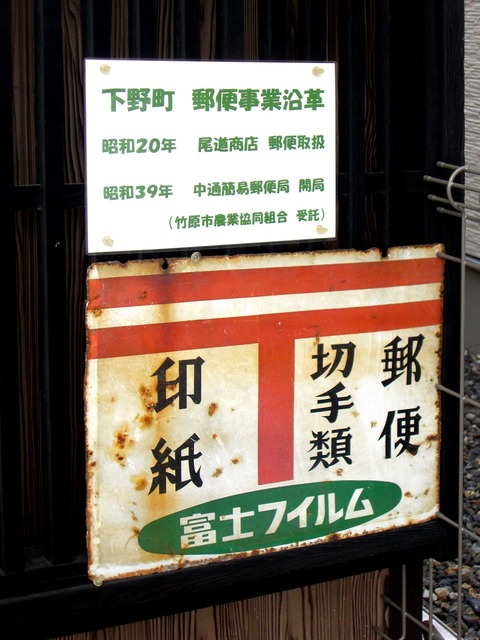 下野町 郵便事業沿革
昭和20年 尾道商店 郵便取扱
昭和39年 中通簡易郵便局 開局
（竹原市農業協同組合 受託）
郵便
切手類
印紙
富士フイルム